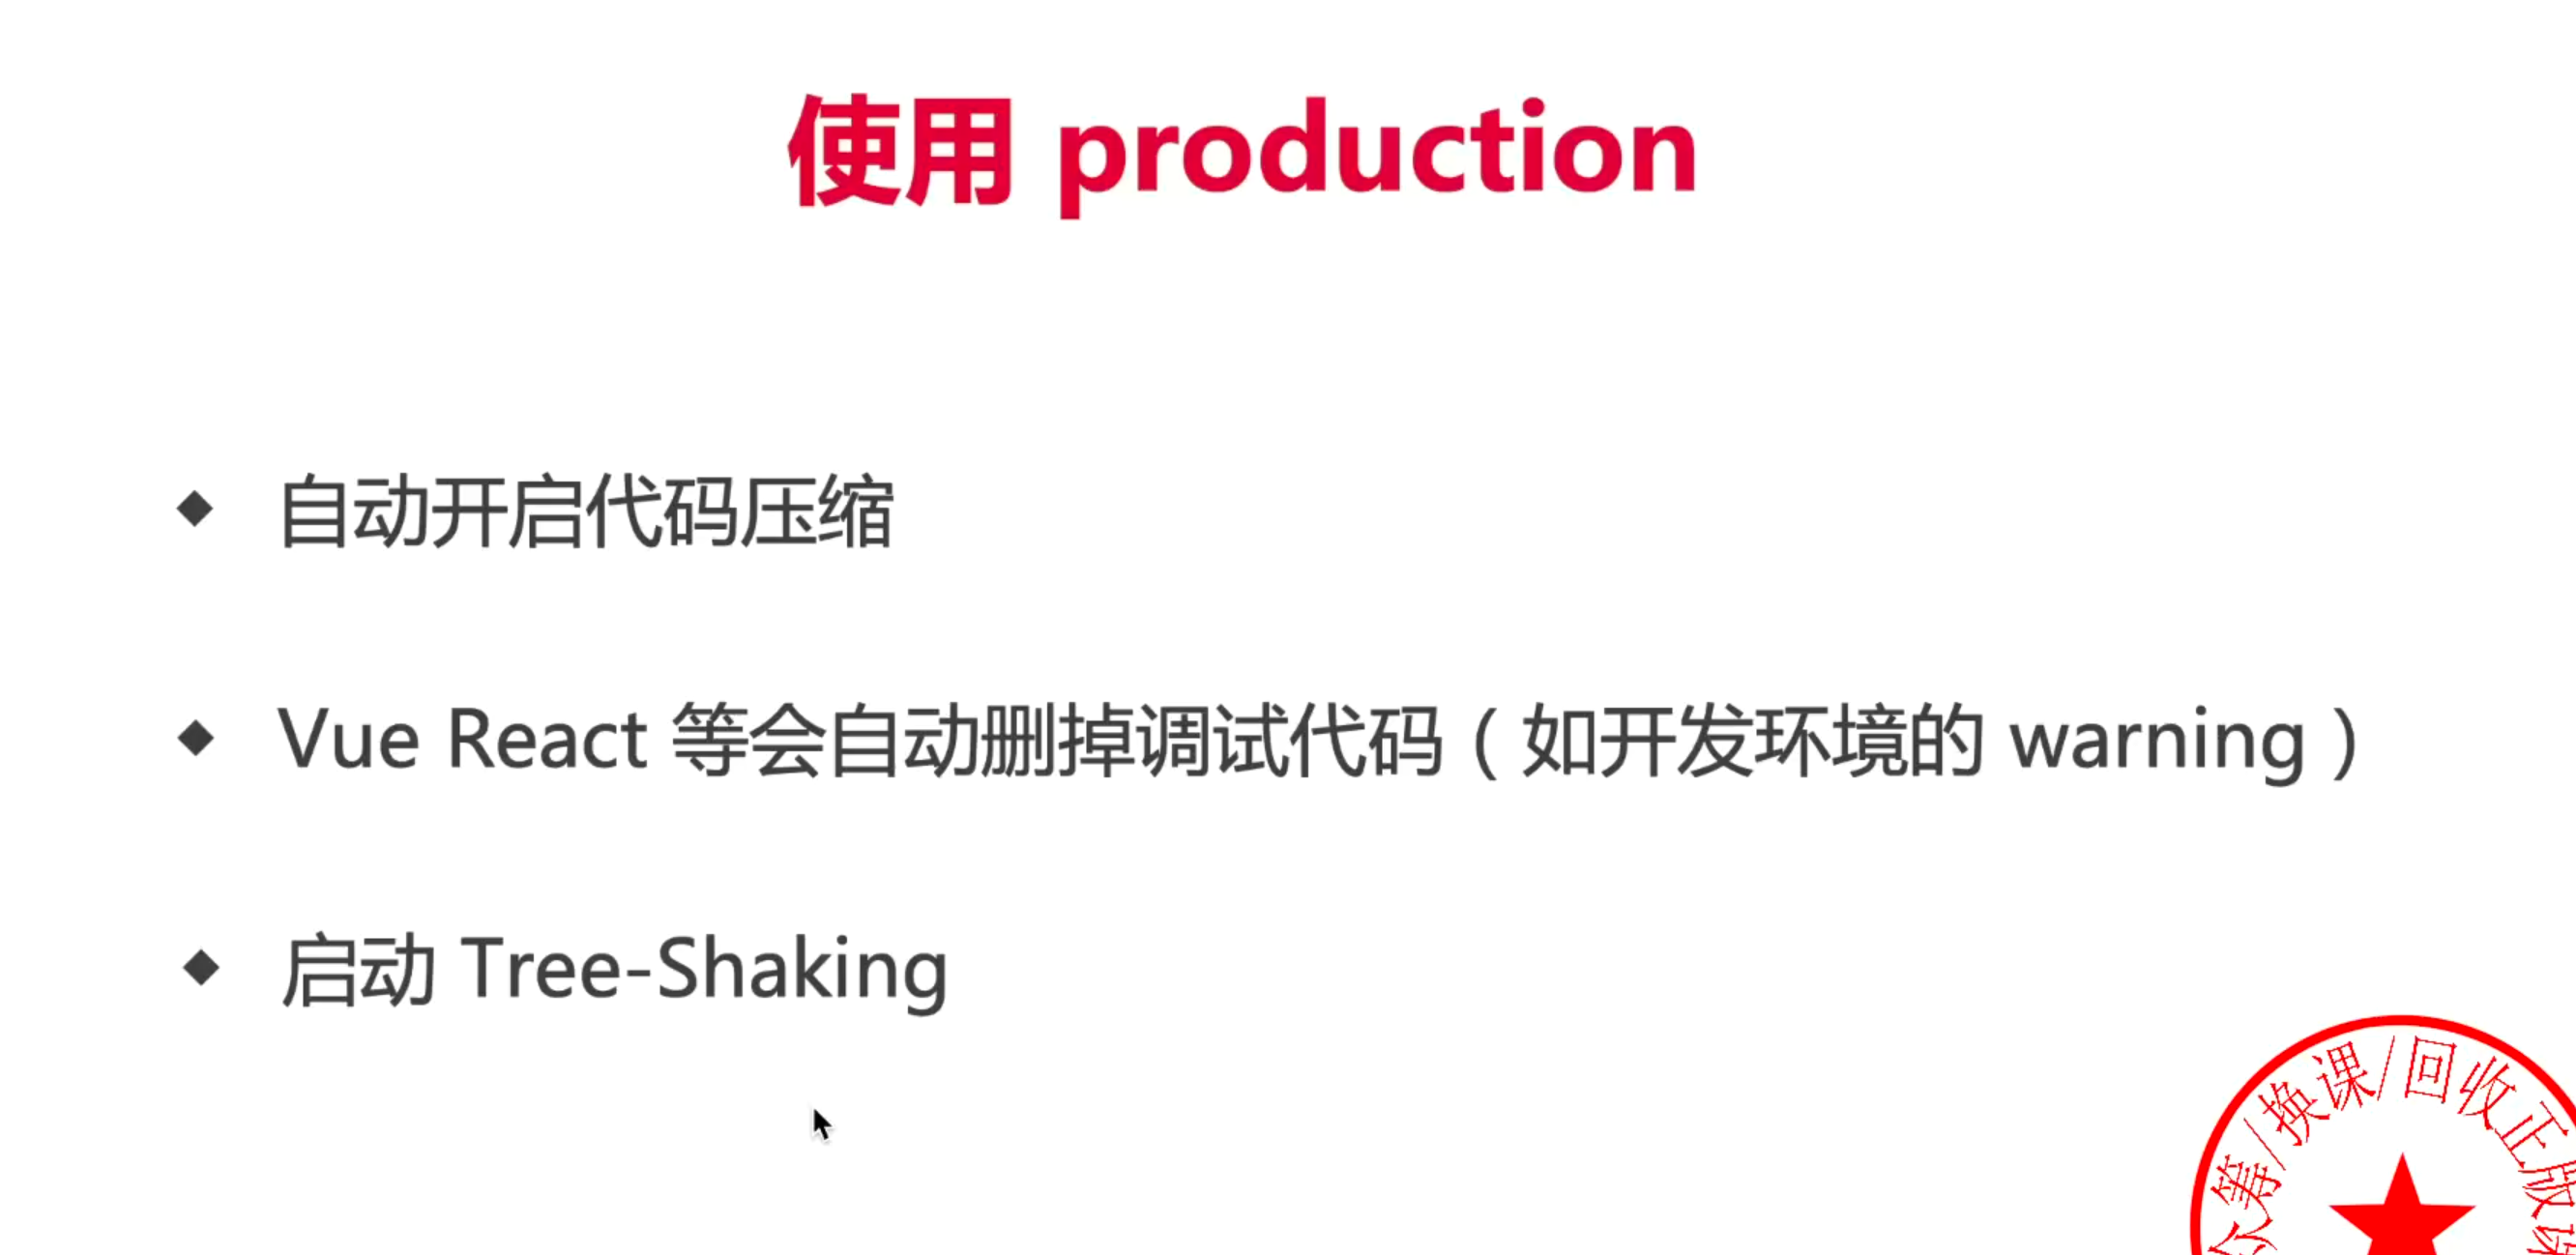 使用 production
自动开启代码压缩
Vue React 等会自动删掉调试代码（如开发环境的 warning）
启动 Tree-Shaking
众筹/换课/回收正版